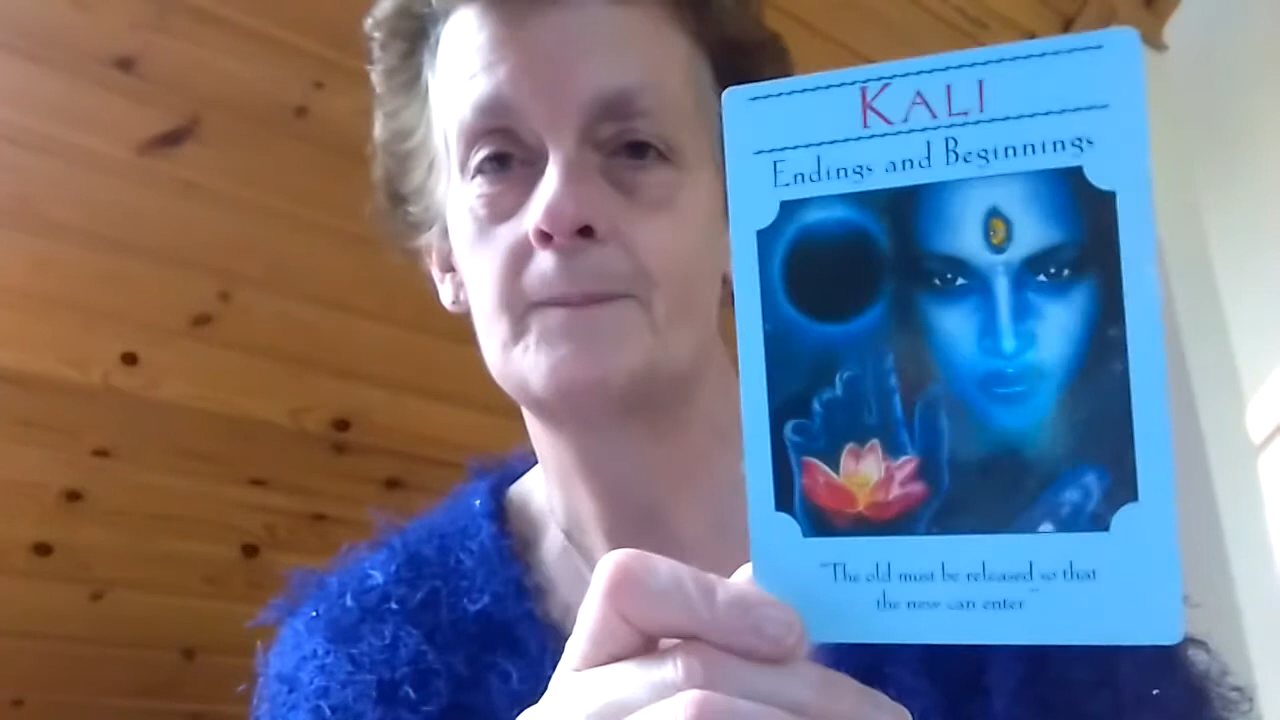 KALI
Endings and Beginnings
"The old must be released so that
the new can enter"